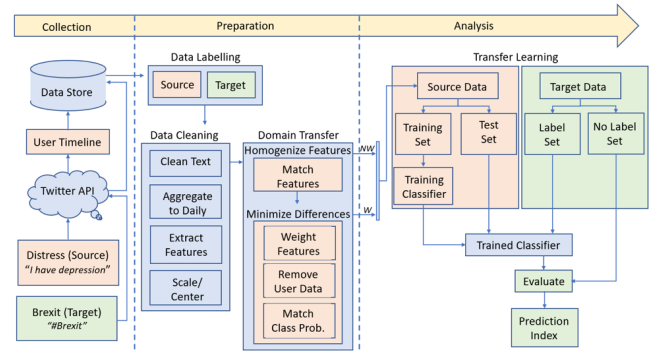 Collection
Preparation
Analysis
Data Store
User Timeline
Twitter API
Distress (Source)
"I have depression"
Brexit (Target)
"#Brexit"
Data Labelling
Source
Target
Data Cleaning
Clean Text
Aggregate
to Daily
Extract
Features
Scale/
Center
Domain Transfer
Homogenize Features
Match
Features
Minimize Differences
Weight
Features
Remove
User Data
Match
Class Prob.
NW
W
Transfer Learning
Source Data
Training
Set
Test
Set
Training
Classifier
Target Data
Label
Set
No Label
Set
Trained Classifier
Evaluate
Prediction
Index